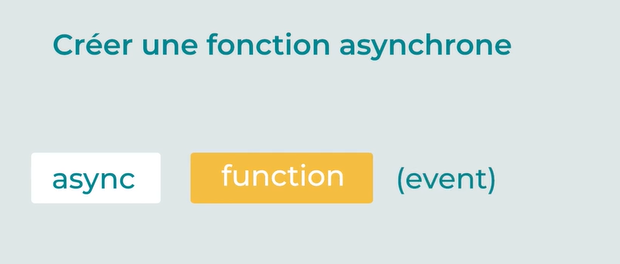 Créer une fonction asynchrone
async function (event)